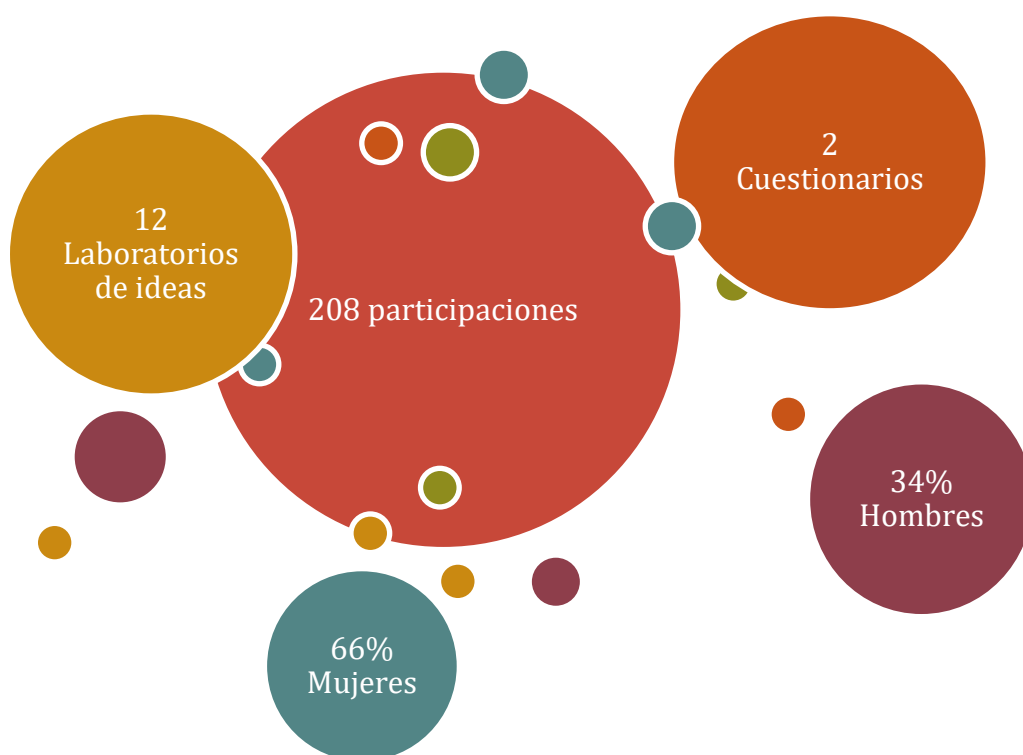 12
Laboratorios
de ideas
208 participaciones
2
Cuestionarios
34%
Hombres
66%
Mujeres